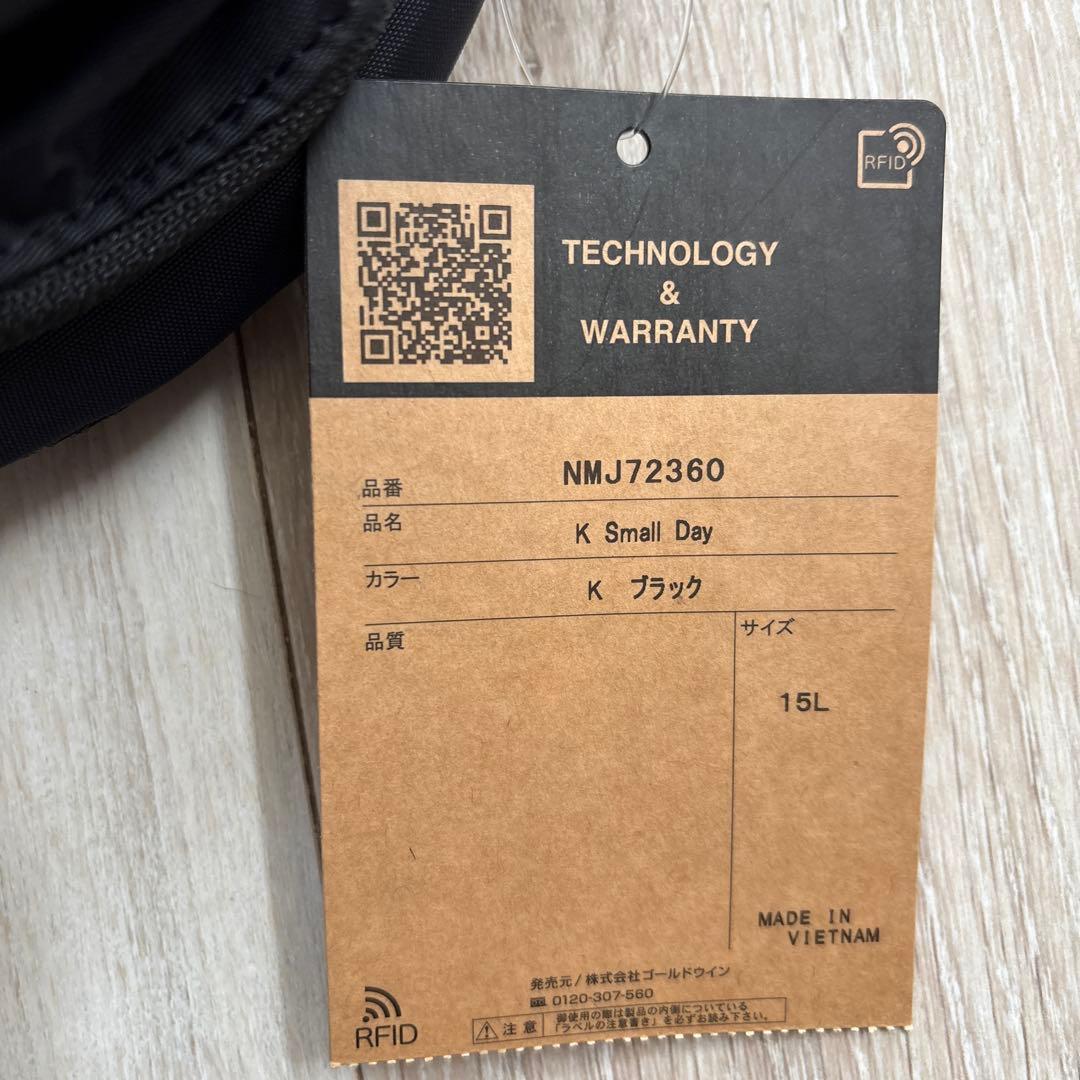 RFID
TECHNOLOGY
&
WARRANTY
品番 NMJ72360
品名 K Small Day
カラー K ブラック
品質
サイズ
15L
MADE IN
VIETNAM
発売元/株式会社ゴールドウイン
0120-307-560
注意 御使用の際は製品の内側についている
「ラベルの注意書き」を必ずお読み下さい。
RFID